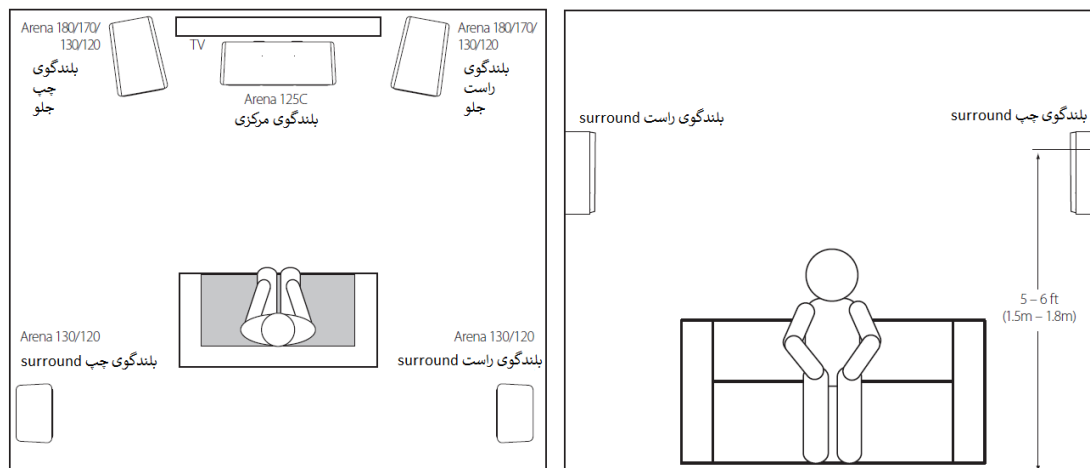 Arena 180/170/
130/120
بلندگوی
چپ
جلو
TV
Arena 125C
بلندگوی مرکزی
Arena 180/170/
130/120
بلندگوی
راست
جلو
Arena 130/120
بلندگوی چپ surround
Arena 130/120
بلندگوی راست surround
بلندگوی راست surround
بلندگوی چپ surround
5 – 6 ft
(1.5m – 1.8m)